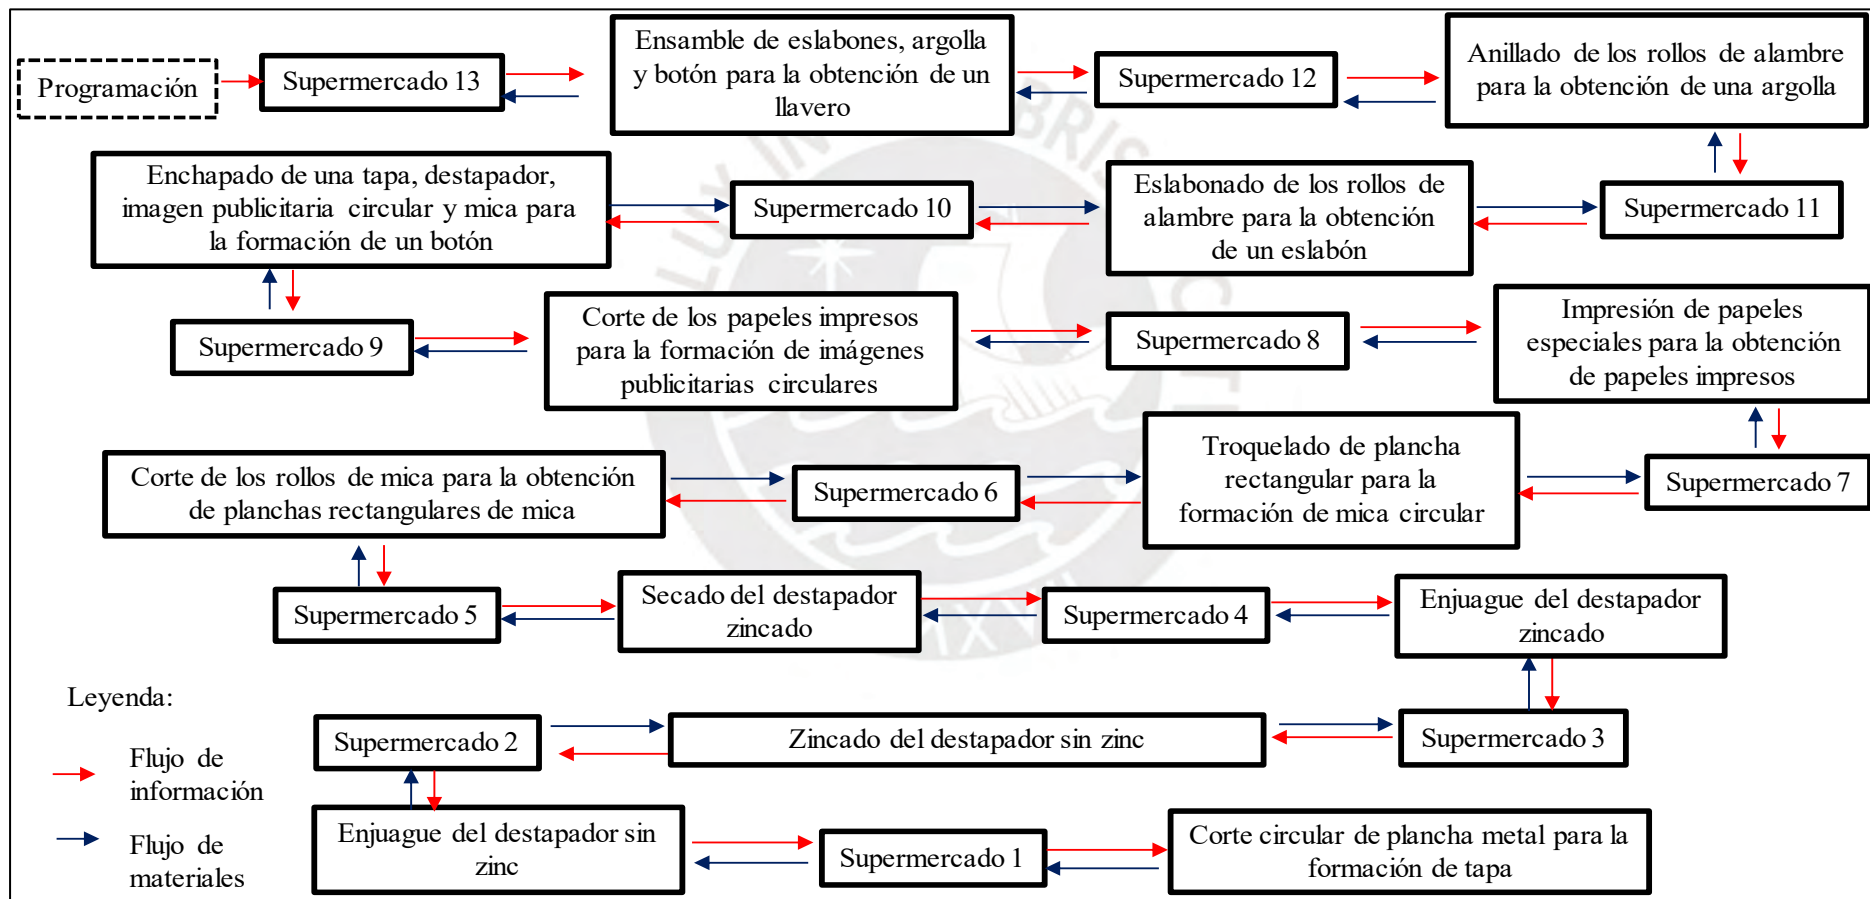 Programación
Supermercado 13
Ensamble de eslabones, argolla
y botón para la obtención de un
llavero
Supermercado 12
Anillado de los rollos de alambre
para la obtención de una argolla
Enchapado de una tapa, destapador,
imagen publicitaria circular y mica para
la formación de un botón
Supermercado 10
Eslabonado de los rollos de
alambre para la obtención
de un eslabón
Supermercado 11
Supermercado 9
Corte de los papeles impresos
para la formación de imágenes
publicitarias circulares
Supermercado 8
Impresión de papeles
especiales para la obtención
de papeles impresos
Corte de los rollos de mica para la obtención
de planchas rectangulares de mica
Supermercado 6
Troquelado de plancha
rectangular para la
formación de mica circular
Supermercado 7
Supermercado 5
Secado del destapador
zincado
Supermercado 4
Enjuague del destapador
zincado
Leyenda:
Flujo de
información
Flujo de
materiales
Supermercado 2
Zincado del destapador sin zinc
Supermercado 3
Enjuague del destapador sin
zinc
Supermercado 1
Corte circular de plancha metal para la
formación de tapa